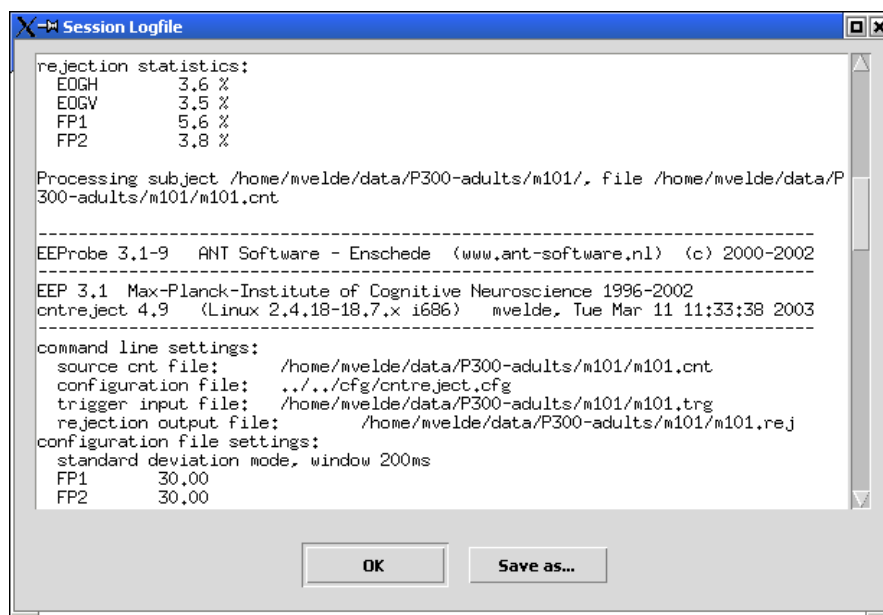 Session Logfile
rejection statistics:
EOGH 3.6 %
EOGV 3.5 %
FP1 5.6 %
FP2 3.8 %
Processing subject /home/mvelde/data/P300-adults/m101/, file /home/mvelde/data/P
300-adults/m101/m101.cnt
--------------------------------------------------------------------------------
EEProbe 3.1-9 ANT Software - Enschede (www.ant-software.nl) (c) 2000-2002
--------------------------------------------------------------------------------
EEP 3.1 Max-Planck-Institute of Cognitive Neuroscience 1996-2002
cntreject 4.9 (Linux 2.4.18-18.7.x i686) mvelde, Tue Mar 11 11:33:38 2003
--------------------------------------------------------------------------------
command line settings:
source cnt file: /home/mvelde/data/P300-adults/m101/m101.cnt
configuration file: ../../cfg/cntreject.cfg
trigger input file: /home/mvelde/data/P300-adults/m101/m101.trg
rejection output file: /home/mvelde/data/P300-adults/m101/m101.rej
configuration file settings:
standard deviation mode, window 200ms
FP1 30.00
FP2 30.00
OK Save as...